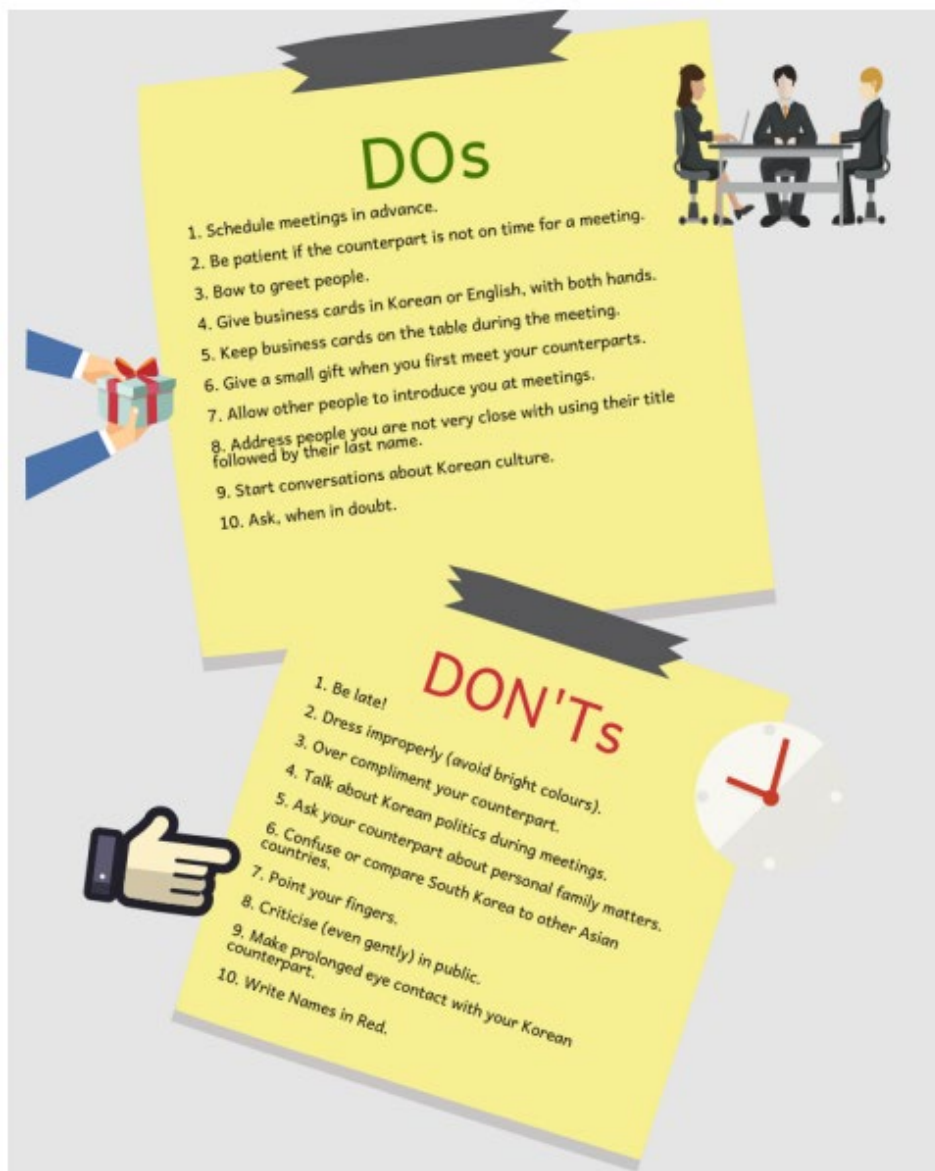 DOs
1. Schedule meetings in advance.
2. Be patient if the counterpart is not on time for a meeting.
3. Bow to greet people.
4. Give business cards in Korean or English, with both hands.
5. Keep business cards on the table during the meeting.
6. Give a small gift when you first meet your counterparts.
7. Allow other people to introduce you at meetings.
8. Address people you are not very close with using their title
followed by their last name.
9. Start conversations about Korean culture.
10. Ask, when in doubt.
DON'Ts
1. Be late!
2. Dress improperly (avoid bright colours).
3. Over compliment your counterpart.
4. Talk about Korean politics during meetings.
5. Ask your counterpart about personal family matters.
6. Confuse or compare South Korea to other Asian
countries.
7. Point your fingers.
8. Criticise (even gently) in public.
9. Make prolonged eye contact with your Korean
counterpart.
10. Write Names in Red.